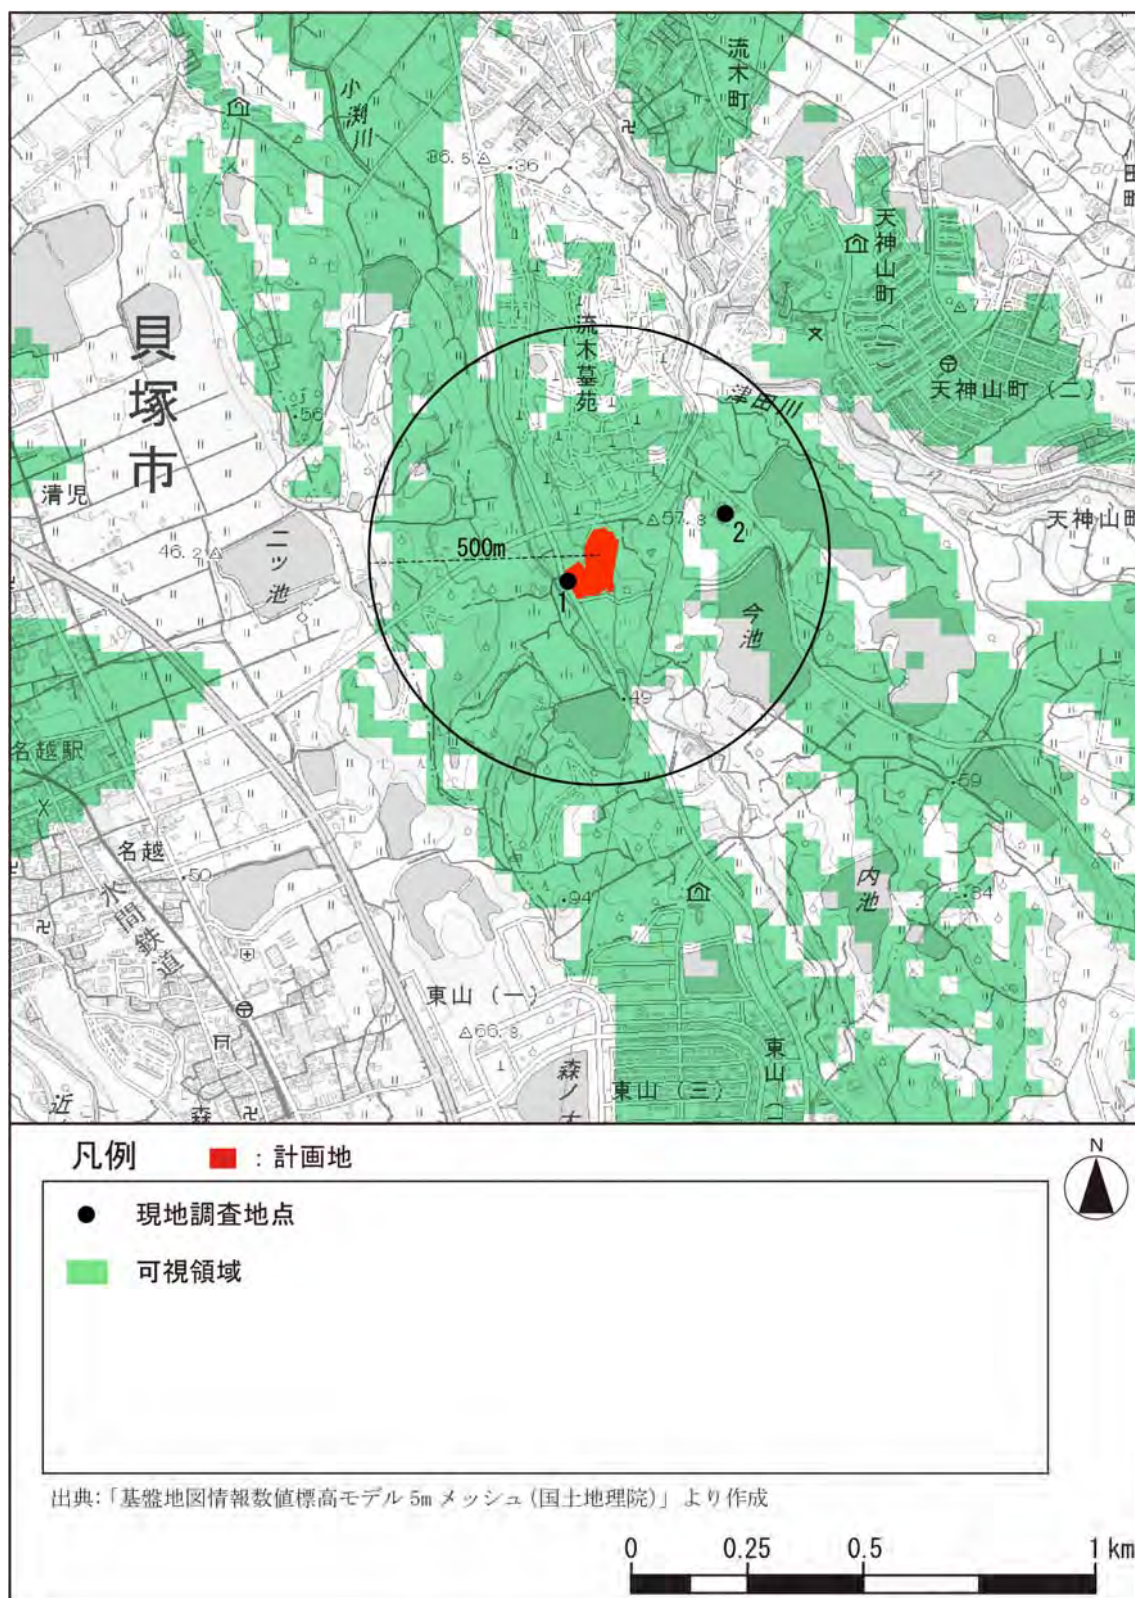 流木町
小渕川
36.5
36
天神山町（一）
貝塚市
流木墓苑
津田川
天神山町（二）
56
清児
57.8
2
天神山町
46.2
二ッ池
500m
1
今池
49
名越駅
59
名越
50
水間鉄道
内池
94
84
東山（一）
66.9
東山
東山（三）
森ノ
近
森
凡例
：計画地
N
現地調査地点
可視領域
出典：「基盤地図情報数値標高モデル 5m メッシュ（国土地理院）」より作成
0 0.25 0.5 1 km